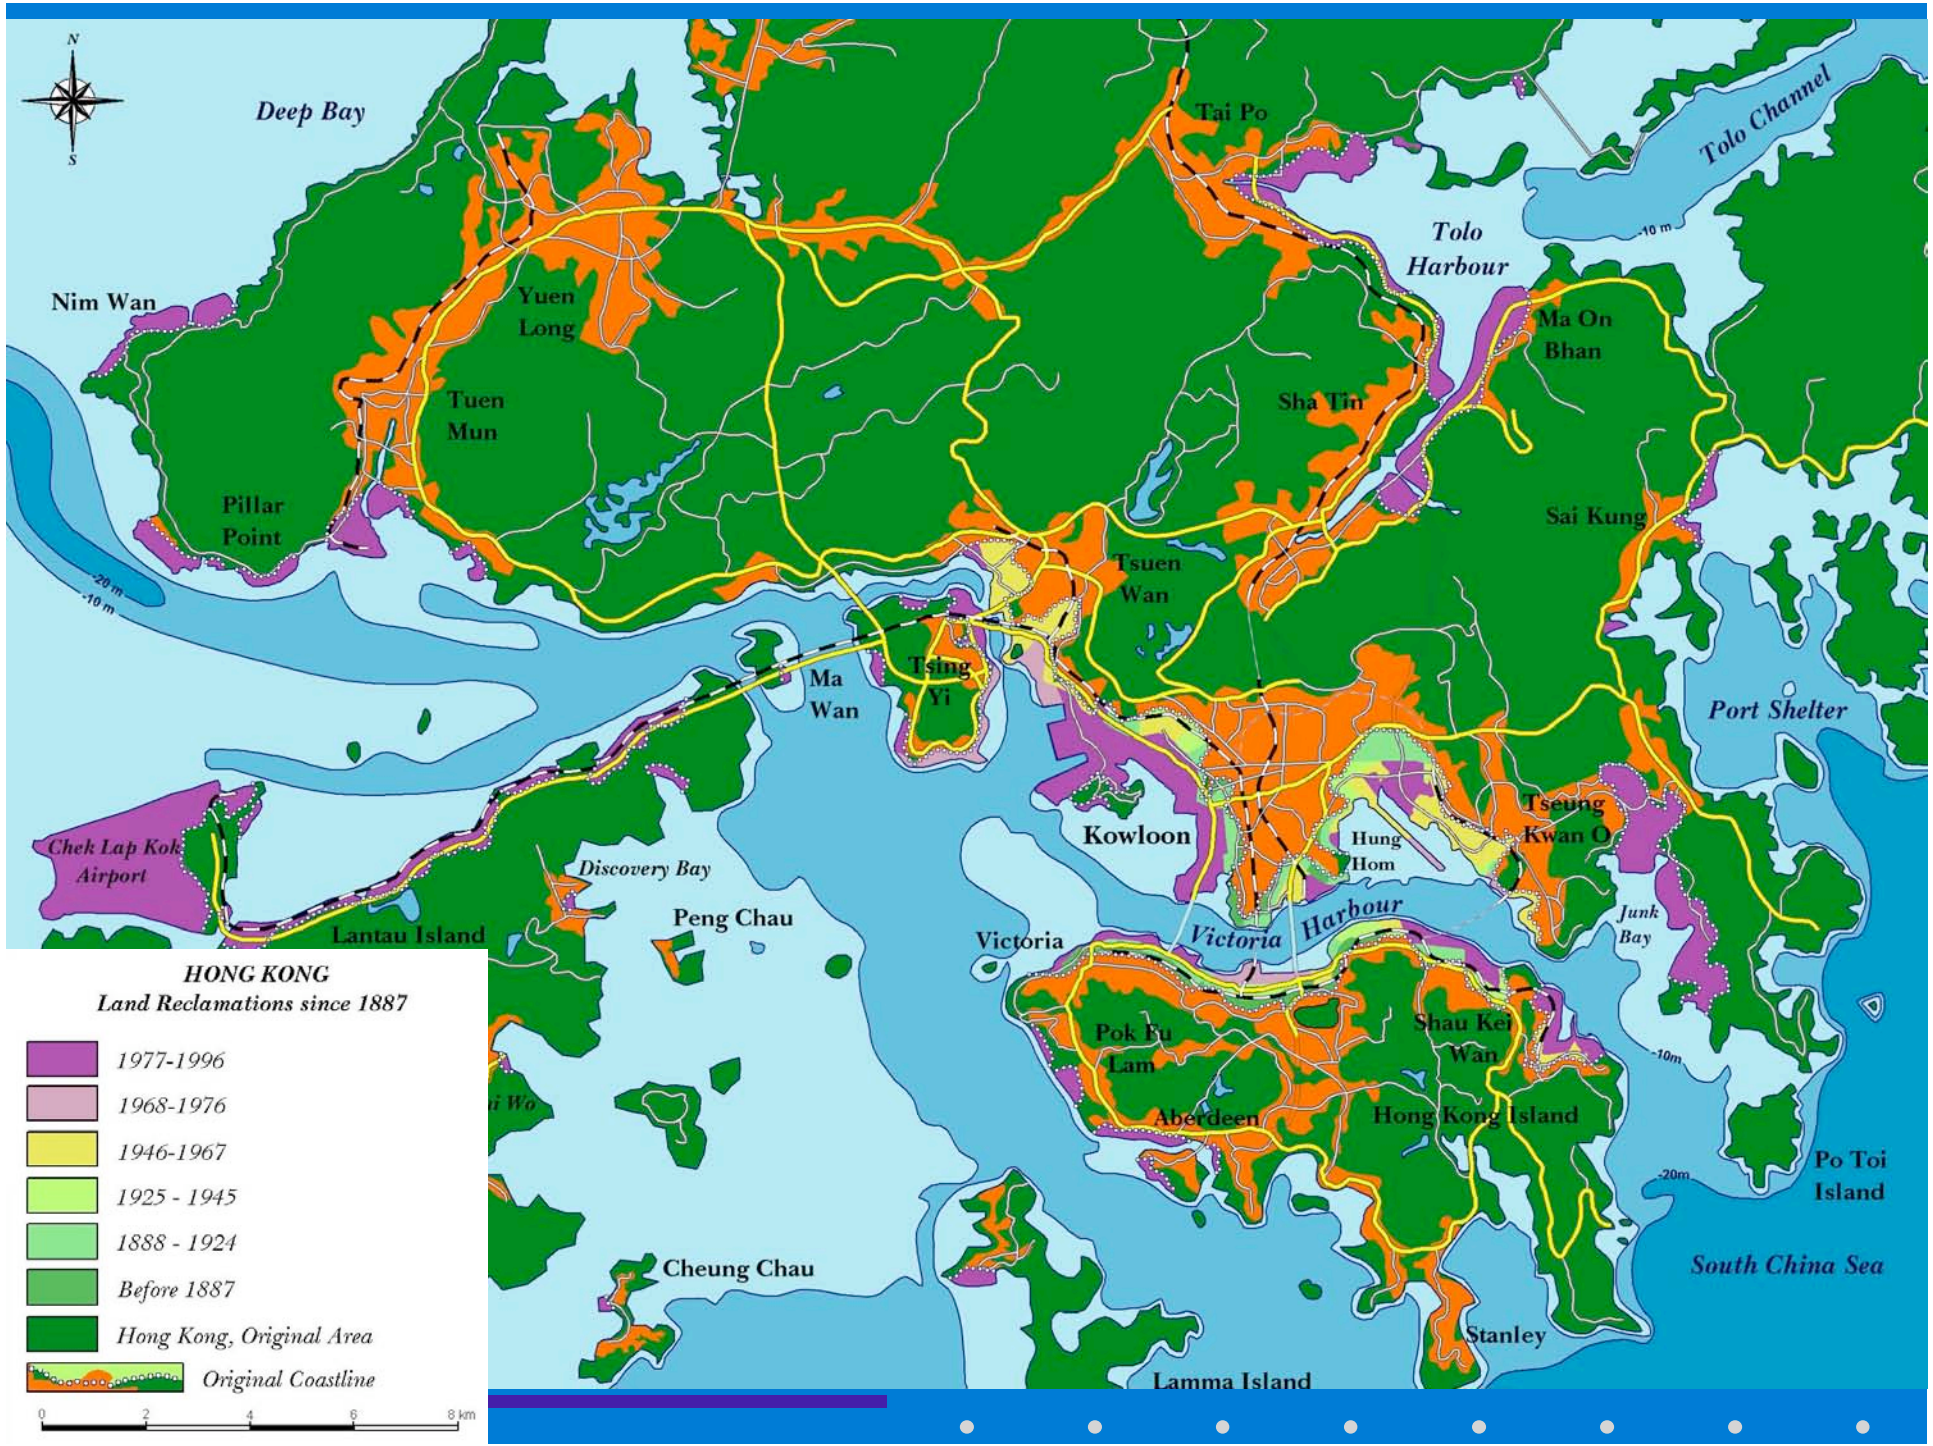 N
S
Deep Bay
Tai Po
Tolo Channel
Tolo
Harbour
-10 m
Nim Wan
Yuen
Long
Ma On
Bhan
Tuen
Mun
Sha Tin
Pillar
Point
Sai Kung
-20 m
-10 m
Tsuen
Wan
Tsing
Yi
Ma
Wan
Port Shelter
Tseung
Kwan O
Kowloon
Hung
Hom
Chek Lap Kok
Airport
Discovery Bay
Peng Chau
Lantau Island
Victoria
Victoria Harbour
Junk
Bay
Pok Fu
Lam
Shau Kei
Wan
-10m
ai Wo
Aberdeen
Hong Kong Island
Po Toi
Island
-20m
South China Sea
Cheung Chau
Stanley
Lamma Island
HONG KONG
Land Reclamations since 1887
1977-1996
1968-1976
1946-1967
1925 - 1945
1888 - 1924
Before 1887
Hong Kong, Original Area
Original Coastline
0 2 4 6 8 km